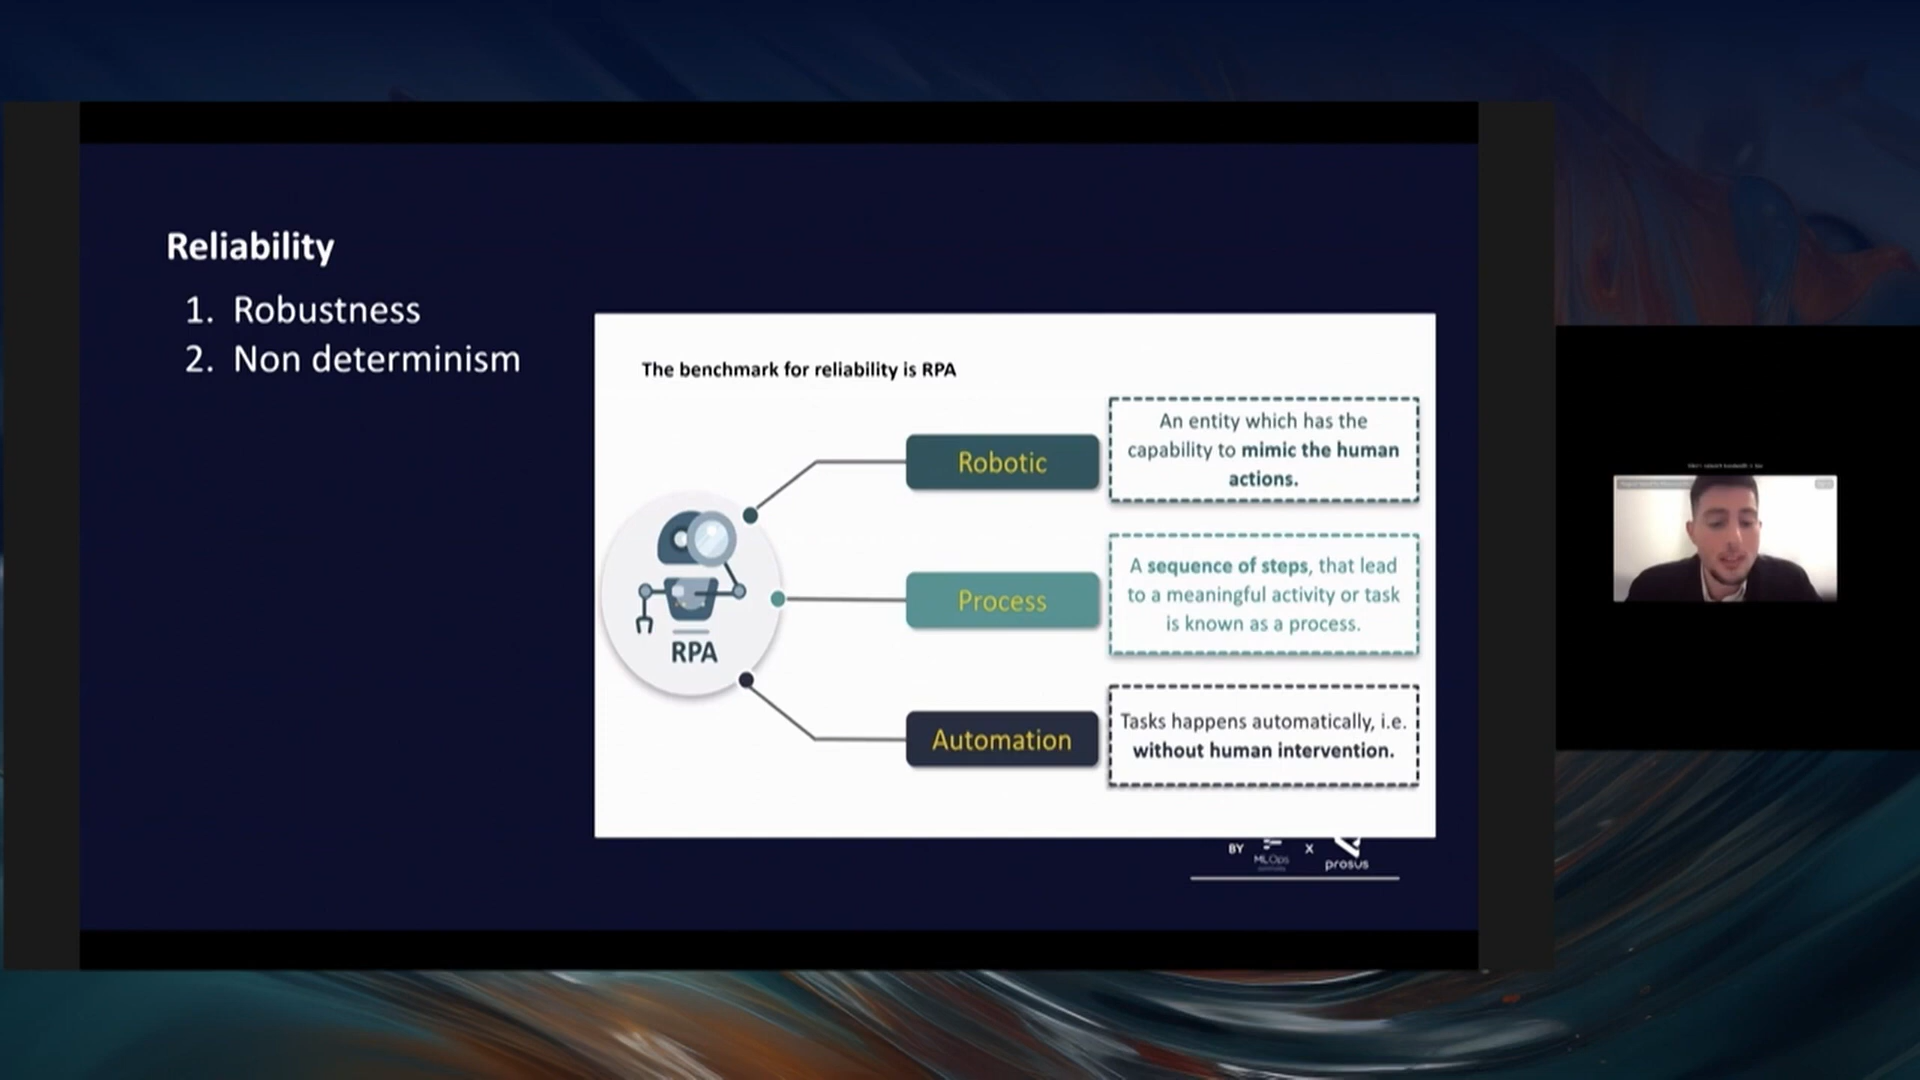 Reliability
1. Robustness
2. Non determinism
The benchmark for reliability is RPA
RPA
Robotic
An entity which has the
capability to mimic the human
actions.
Process
A sequence of steps, that lead
to a meaningful activity or task
is known as a process.
Automation
Tasks happens automatically, i.e.
without human intervention.
BY
MLOps
X
prosus